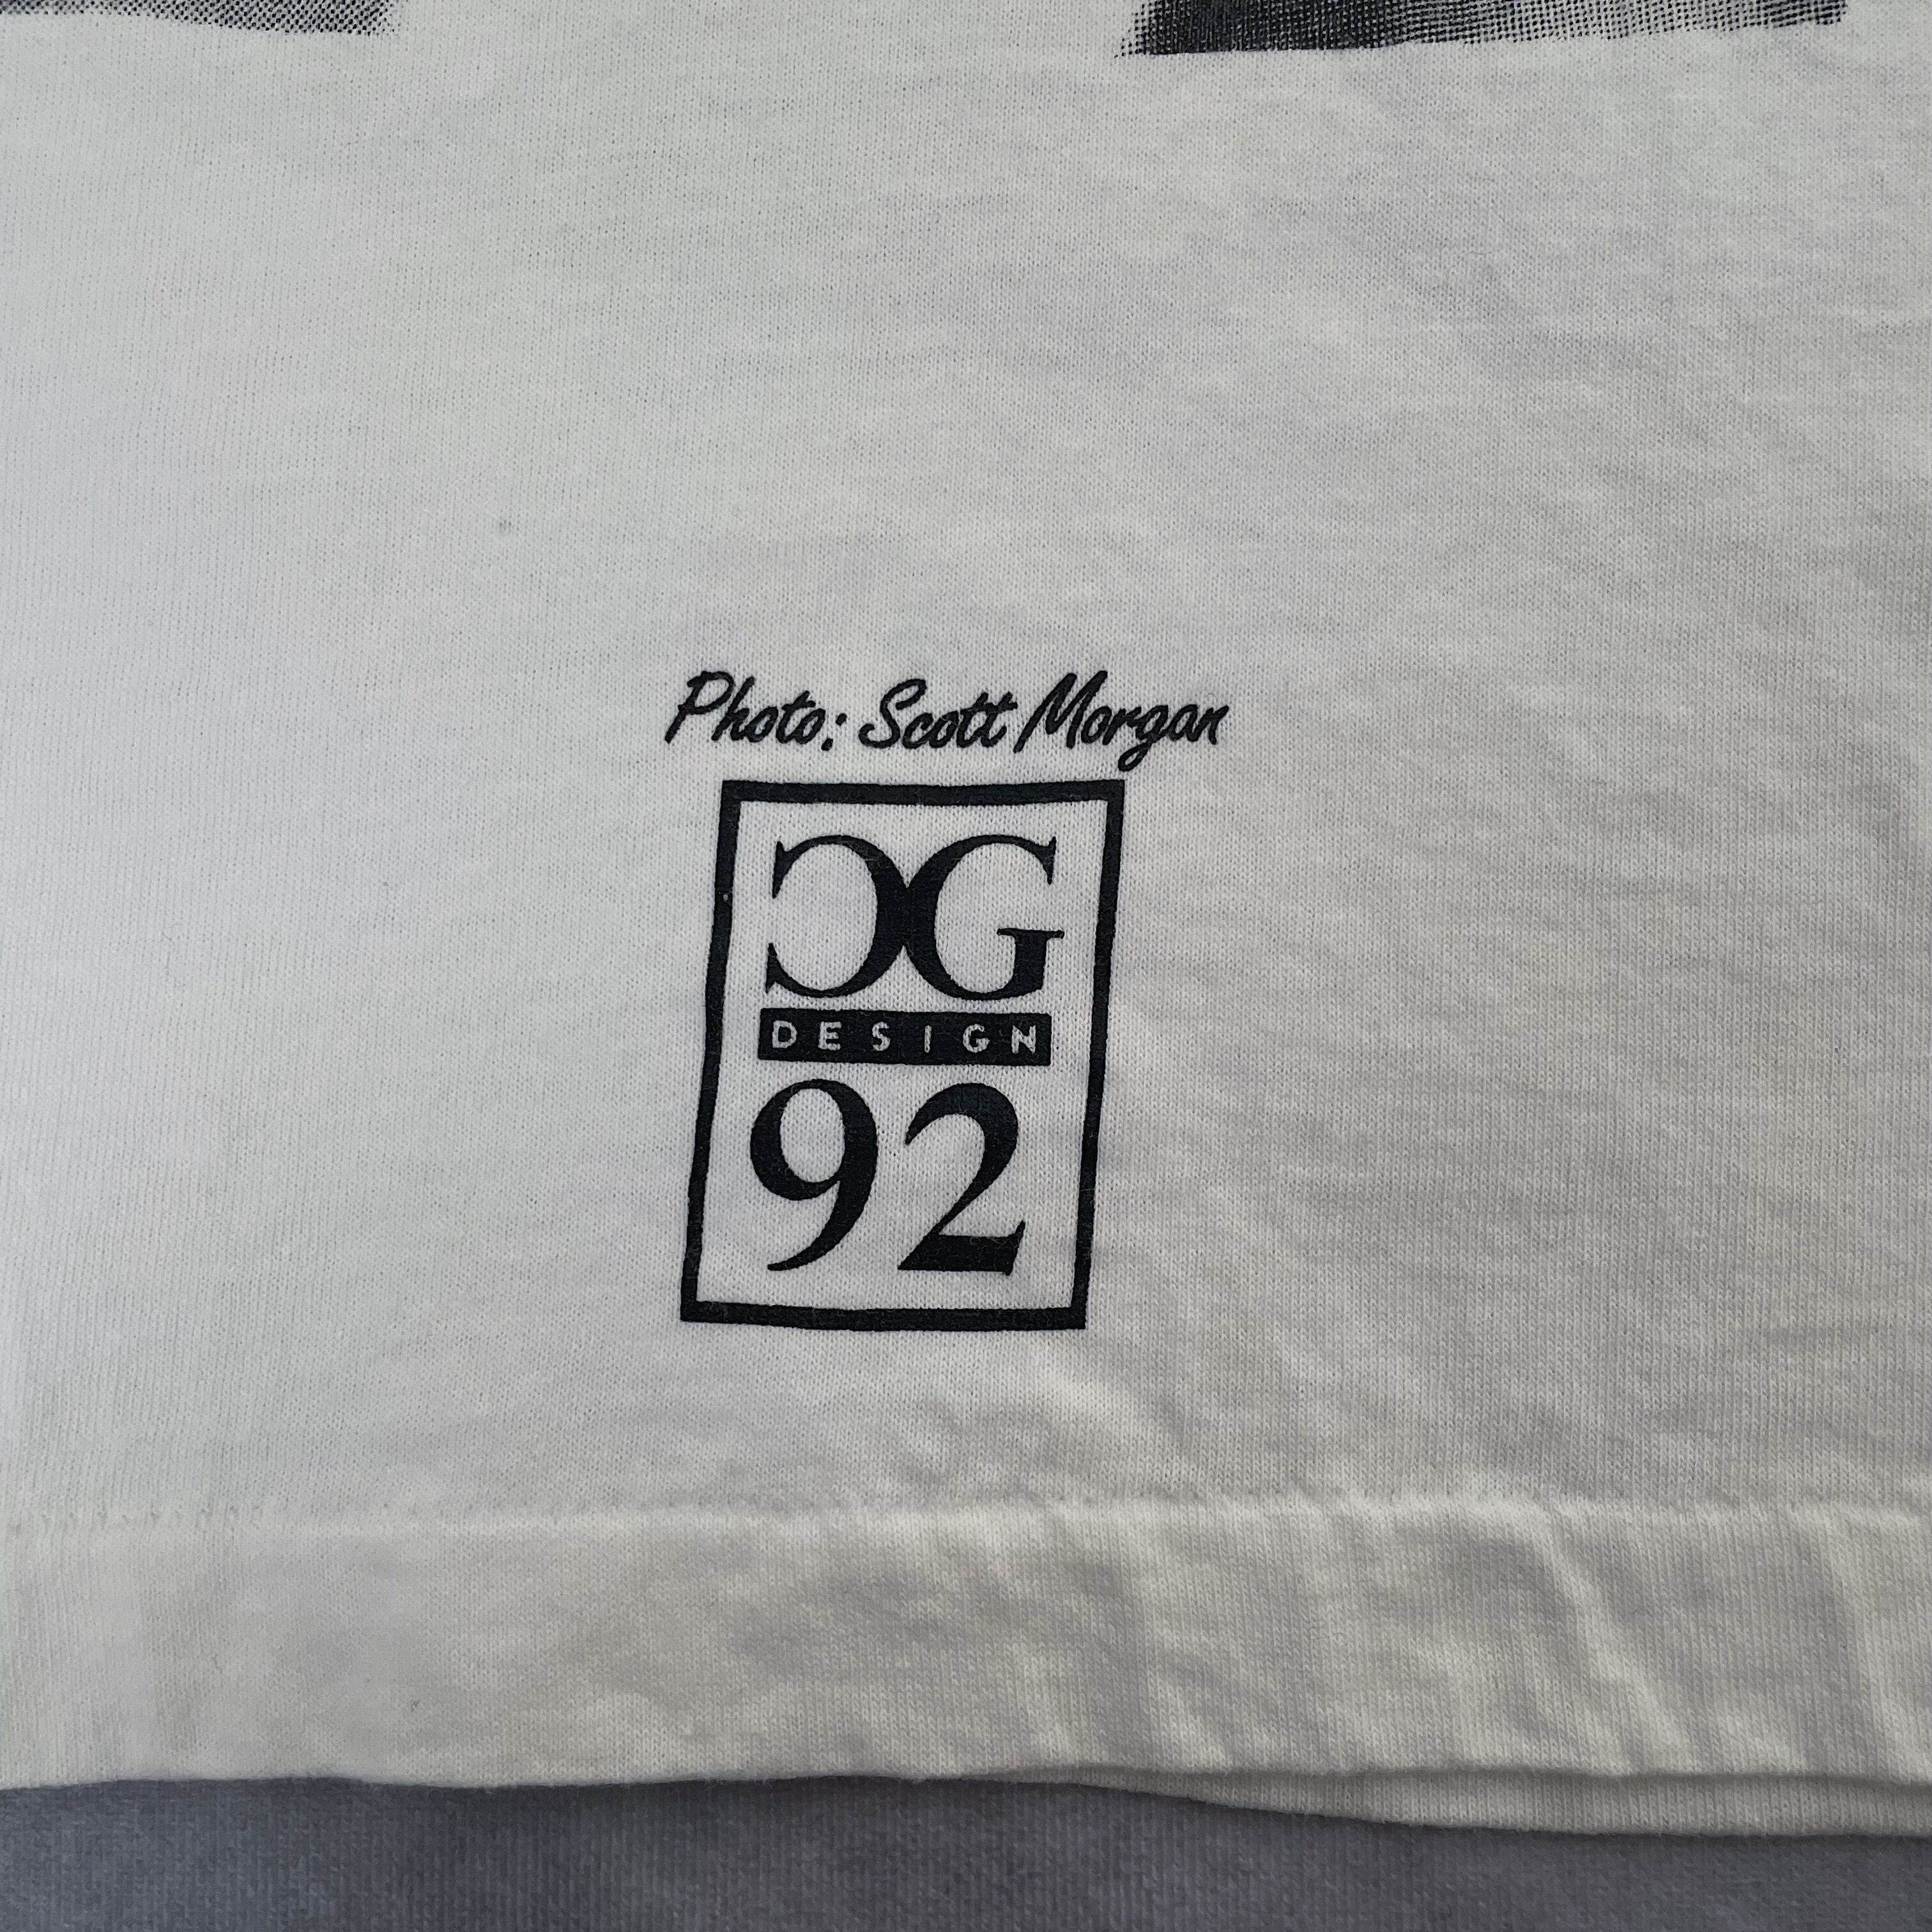 Photo: Scott Morgan
CG
DESIGN
92